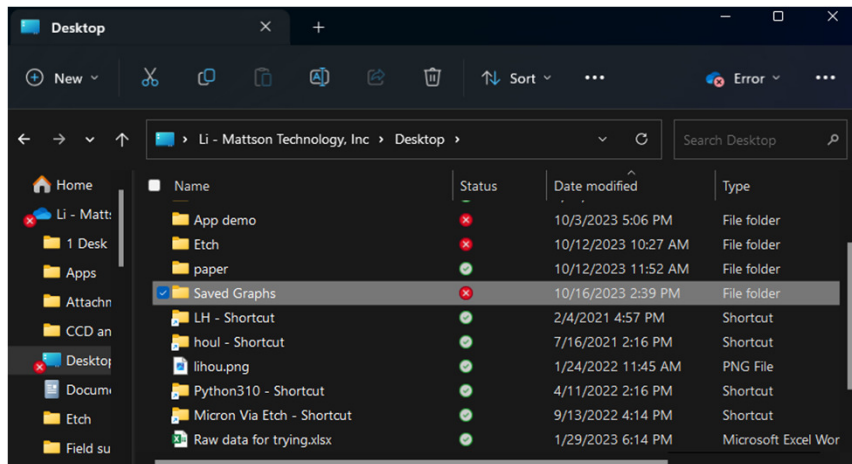 Desktop
New
Sort
Error
Li - Mattson Technology, Inc > Desktop >
Search Desktop
Home
Li - Matts
1 Desk
Apps
Attachm
CCD an
Desktop
Docume
Etch
Field su
Name Status Date modified Type
App demo 10/3/2023 5:06 PM File folder
Etch 10/12/2023 10:27 AM File folder
paper 10/12/2023 11:52 AM File folder
Saved Graphs 10/16/2023 2:39 PM File folder
LH - Shortcut 2/4/2021 4:57 PM Shortcut
houl - Shortcut 7/16/2021 2:16 PM Shortcut
lihou.png 1/24/2022 11:45 AM PNG File
Python310 - Shortcut 4/11/2022 2:16 PM Shortcut
Micron Via Etch - Shortcut 9/13/2022 4:14 PM Shortcut
Raw data for trying.xlsx 1/29/2023 6:14 PM Microsoft Excel Wor